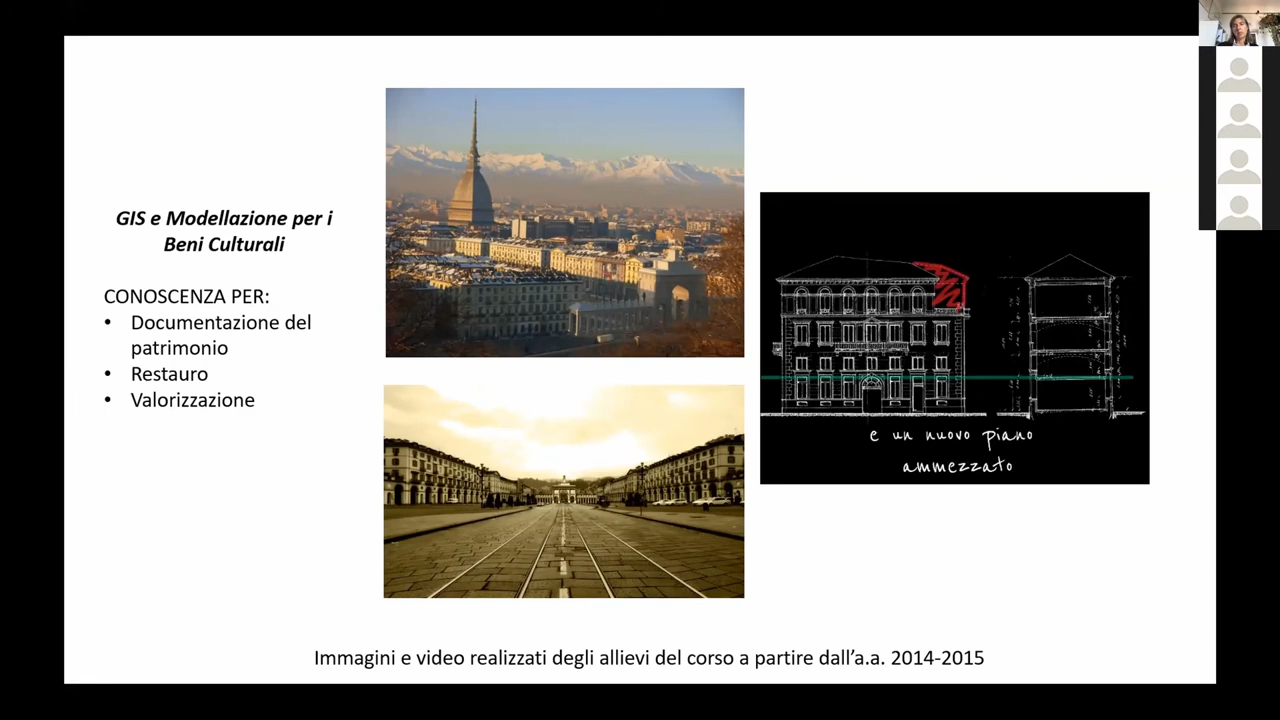 GIS e Modellazione per i
Beni Culturali
CONOSCENZA PER:
• Documentazione del
patrimonio
• Restauro
• Valorizzazione
e un nuovo piano
ammezzato
Immagini e video realizzati degli allievi del corso a partire dall’a.a. 2014-2015